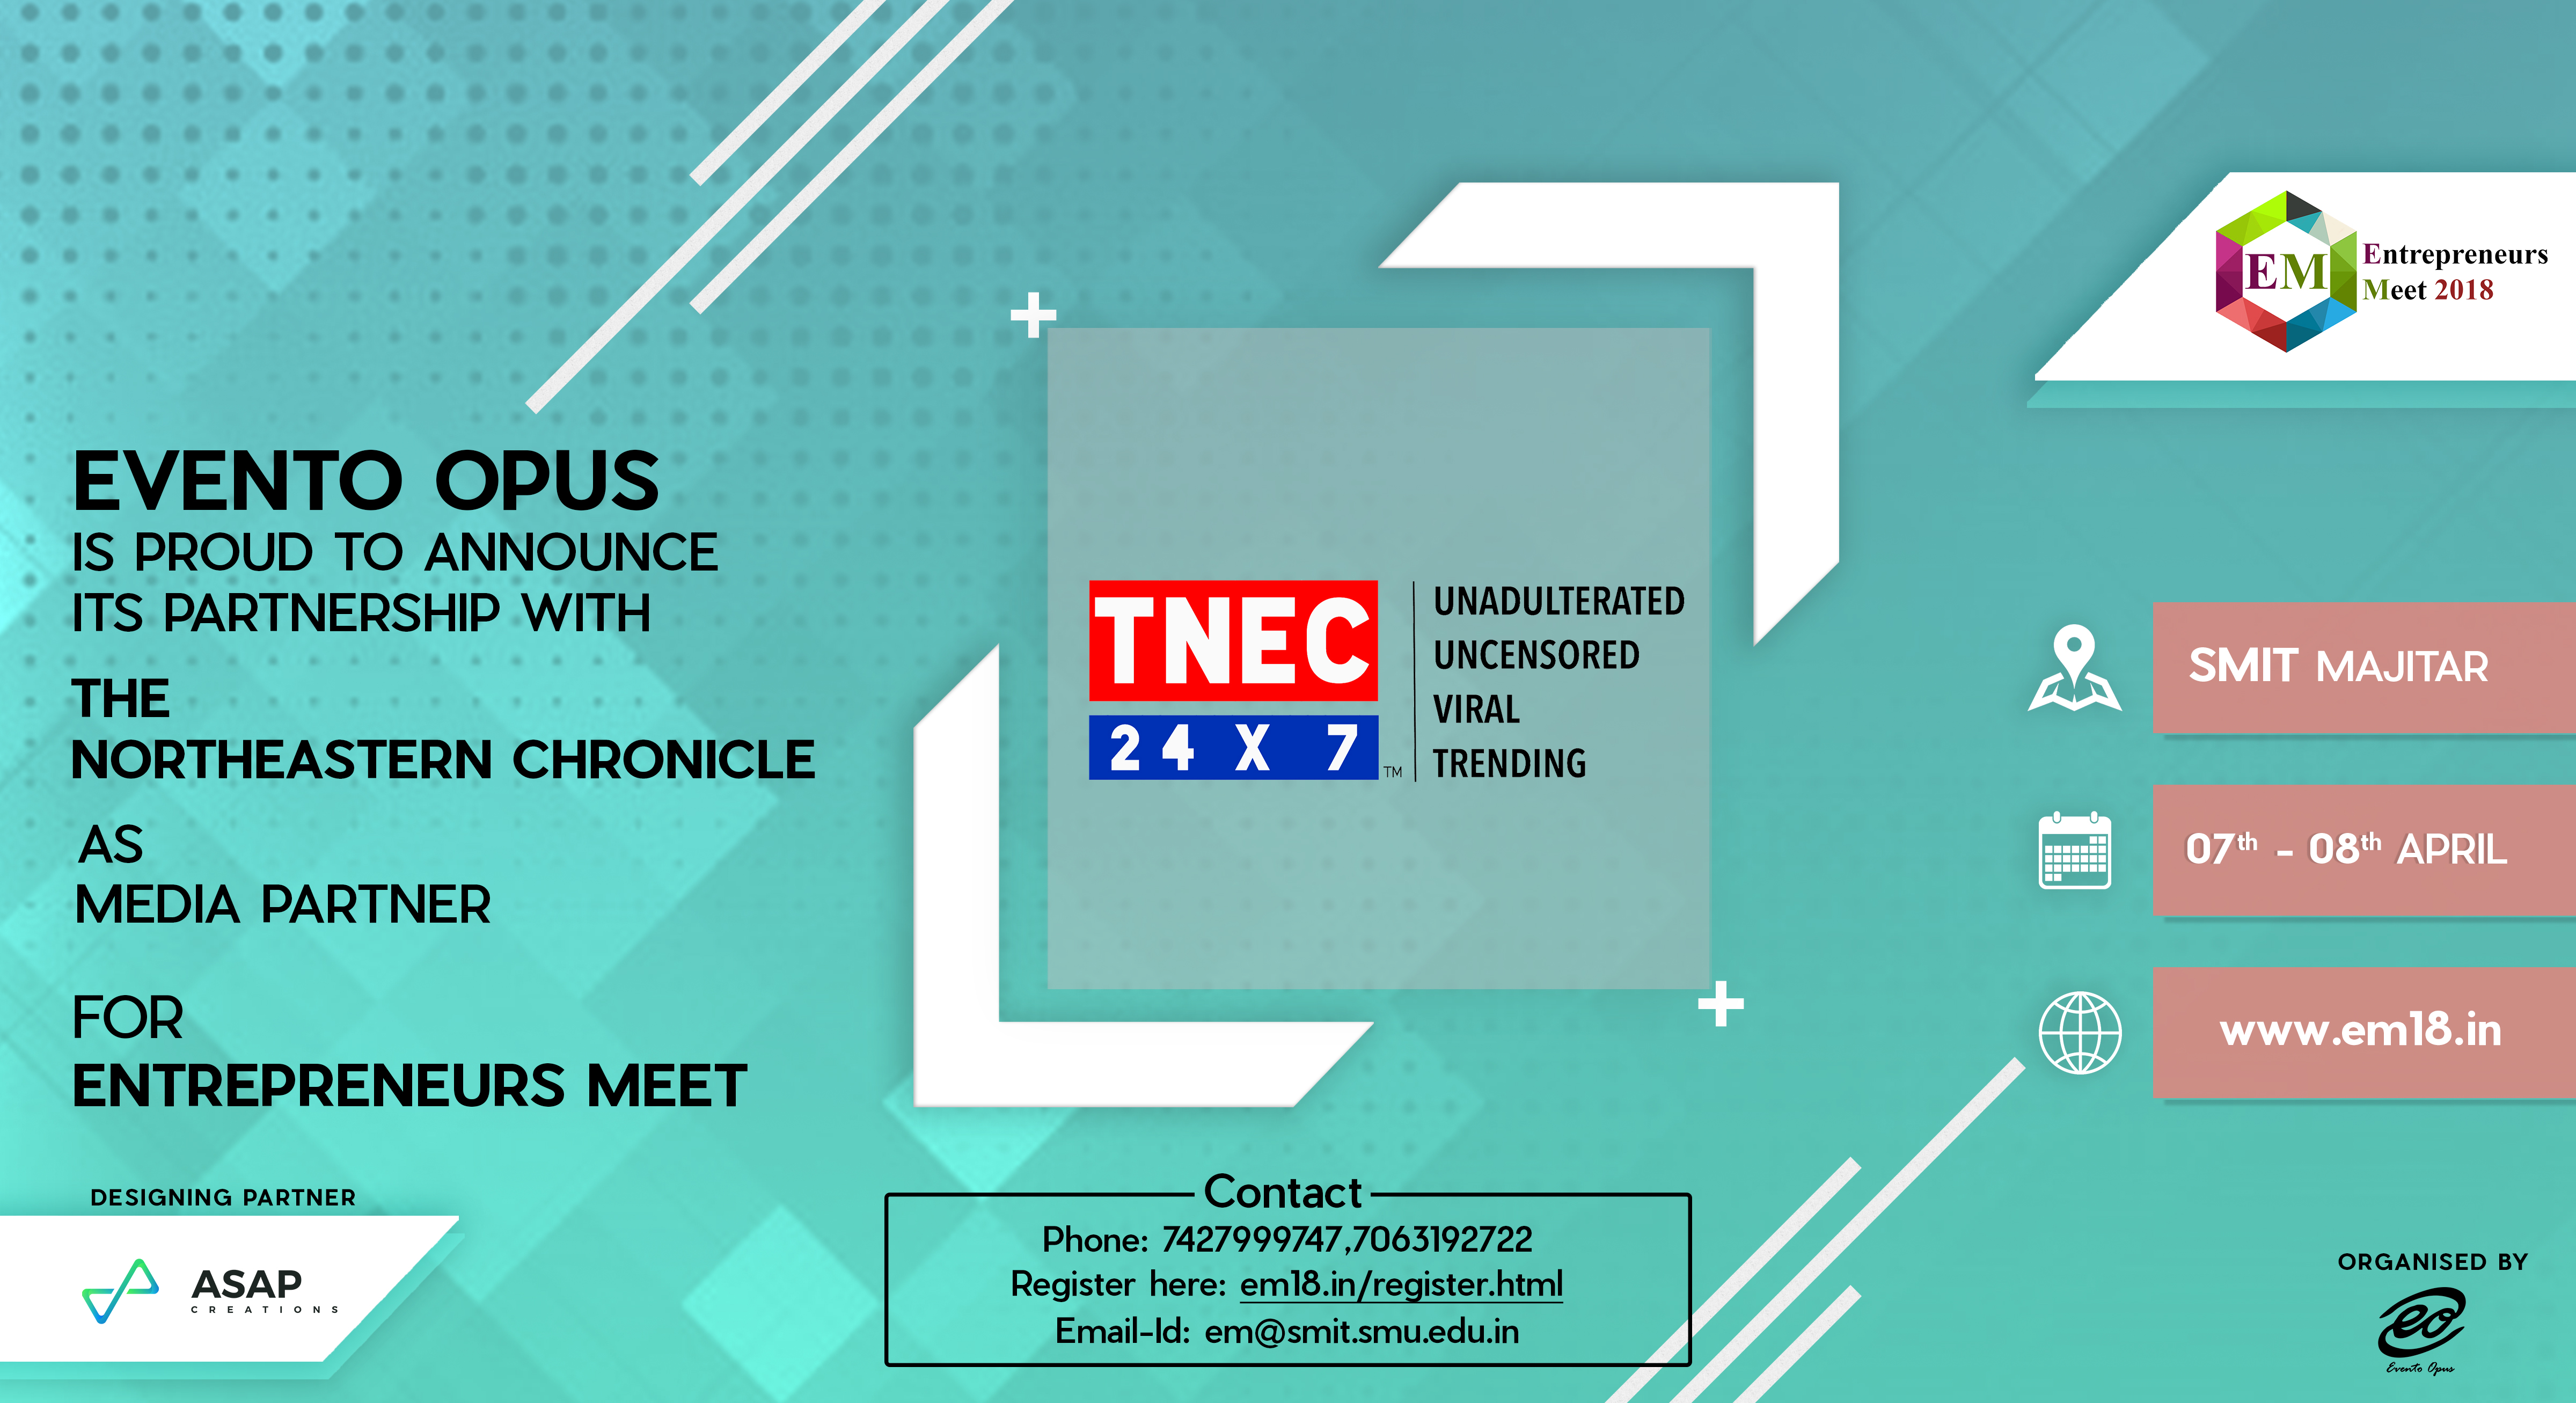 EVENTO OPUS
IS PROUD TO ANNOUNCE
ITS PARTNERSHIP WITH
THE
NORTHEASTERN CHRONICLE
AS
MEDIA PARTNER
FOR
ENTREPRENEURS MEET
DESIGNING PARTNER
ASAP
CREATIONS
TNEC
24 X 7 ™
UNADULTERATED
UNCENSORED
VIRAL
TRENDING
Contact
Phone: 7427999747,7063192722
Register here: em18.in/register.html
Email-Id: em@smit.smu.edu.in
EM
Entrepreneurs
Meet 2018
SMIT MAJITAR
07th - 08th APRIL
www.em18.in
ORGANISED BY
eo
Evento Opus